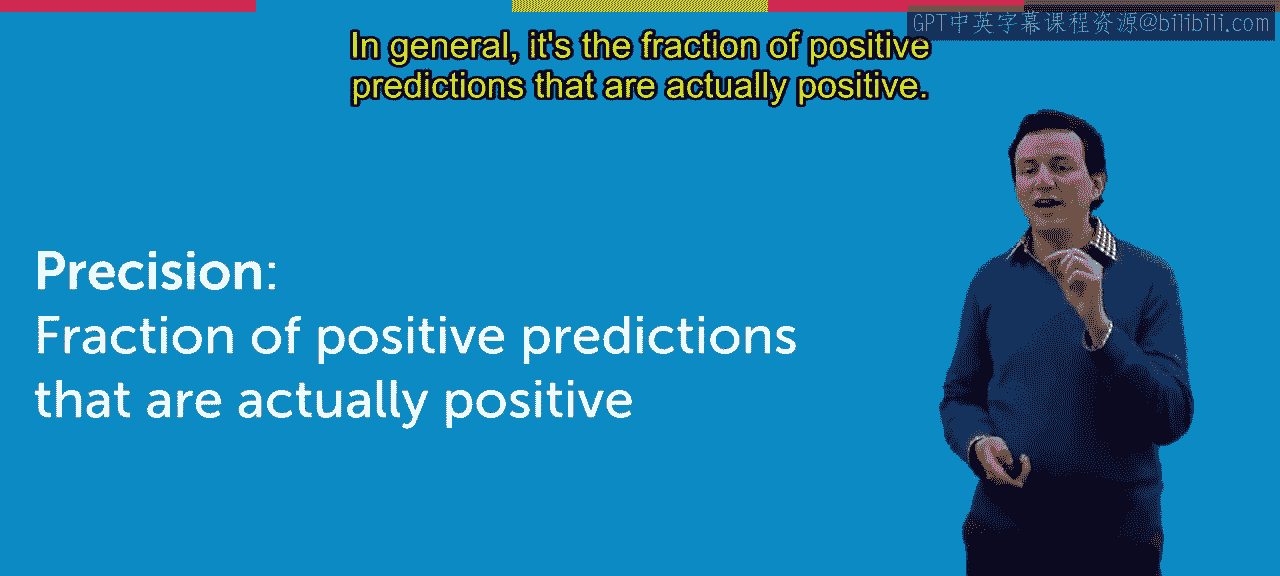 GPT中英字幕课程资源@bilibili.com
In general, it's the fraction of positive
predictions that are actually positive.
Precision:
Fraction of positive predictions
that are actually positive